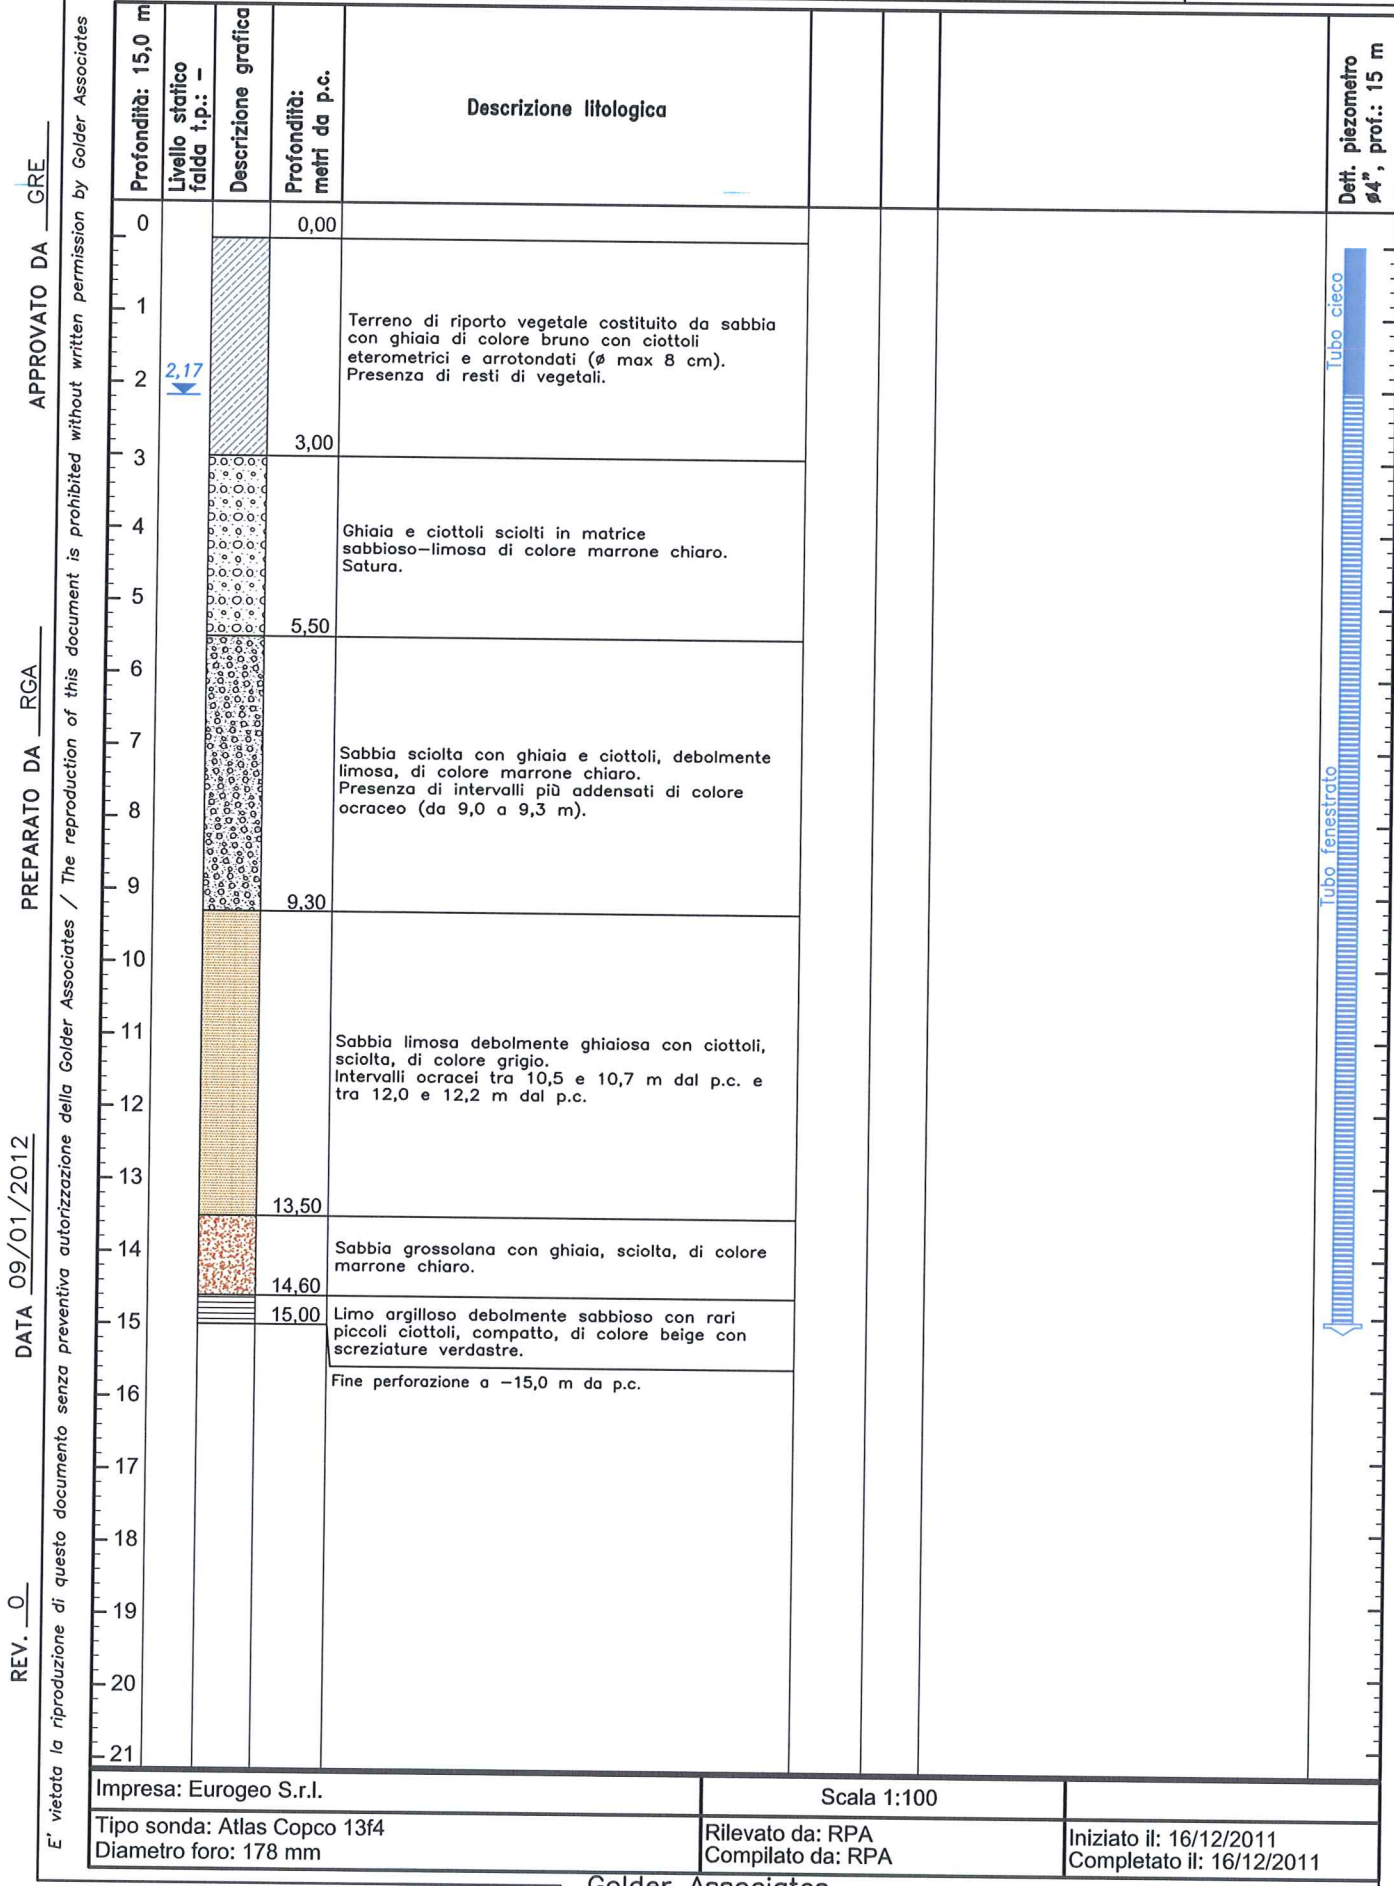 Profondità: 15,0 m
Livello statico
falda t.p.: –
Descrizione grafica
Profondità:
metri da p.c.
Descrizione litologica
Dett. piezometro
ø4”, prof.: 15 m
0
1
2
3
4
5
6
7
8
9
10
11
12
13
14
15
16
17
18
19
20
21
2,17
0,00
Terreno di riporto vegetale costituito da sabbia
con ghiaia di colore bruno con ciottoli
eterometrici e arrotondati (ø max 8 cm).
Presenza di resti di vegetali.
3,00
Ghiaia e ciottoli sciolti in matrice
sabbioso–limosa di colore marrone chiaro.
Satura.
5,50
Sabbia sciolta con ghiaia e ciottoli, debolmente
limosa, di colore marrone chiaro.
Presenza di intervalli più addensati di colore
ocraceo (da 9,0 a 9,3 m).
9,30
Sabbia limosa debolmente ghiaiosa con ciottoli,
sciolta, di colore grigio.
Intervalli ocracei tra 10,5 e 10,7 m dal p.c. e
tra 12,0 e 12,2 m dal p.c.
13,50
Sabbia grossolana con ghiaia, sciolta, di colore
marrone chiaro.
14,60
15,00
Limo argilloso debolmente sabbioso con rari
piccoli ciottoli, compatto, di colore beige con
screziature verdastre.
Fine perforazione a –15,0 m da p.c.
Tubo cieco
Tubo fenestrato
Impresa: Eurogeo S.r.l.
Scala 1:100
Tipo sonda: Atlas Copco 13f4
Diametro foro: 178 mm
Rilevato da: RPA
Compilato da: RPA
Iniziato il: 16/12/2011
Completato il: 16/12/2011
Golder Associates
REV. 0 DATA 09/01/2012 PREPARATO DA RGA APPROVATO DA GRE
E' vietata la riproduzione di questo documento senza preventiva autorizzazione della Golder Associates / The reproduction of this document is prohibited without written permission by Golder Associates